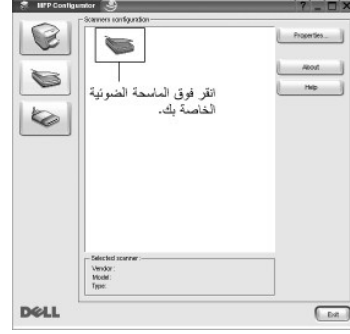 MFP Configurator
Scanners configuration
Properties...
About
Help
انقر فوق الماسحة الضوئية
الخاصة بك.
Selected scanner:
Vendor:
Model:
Type:
DELL
Exit